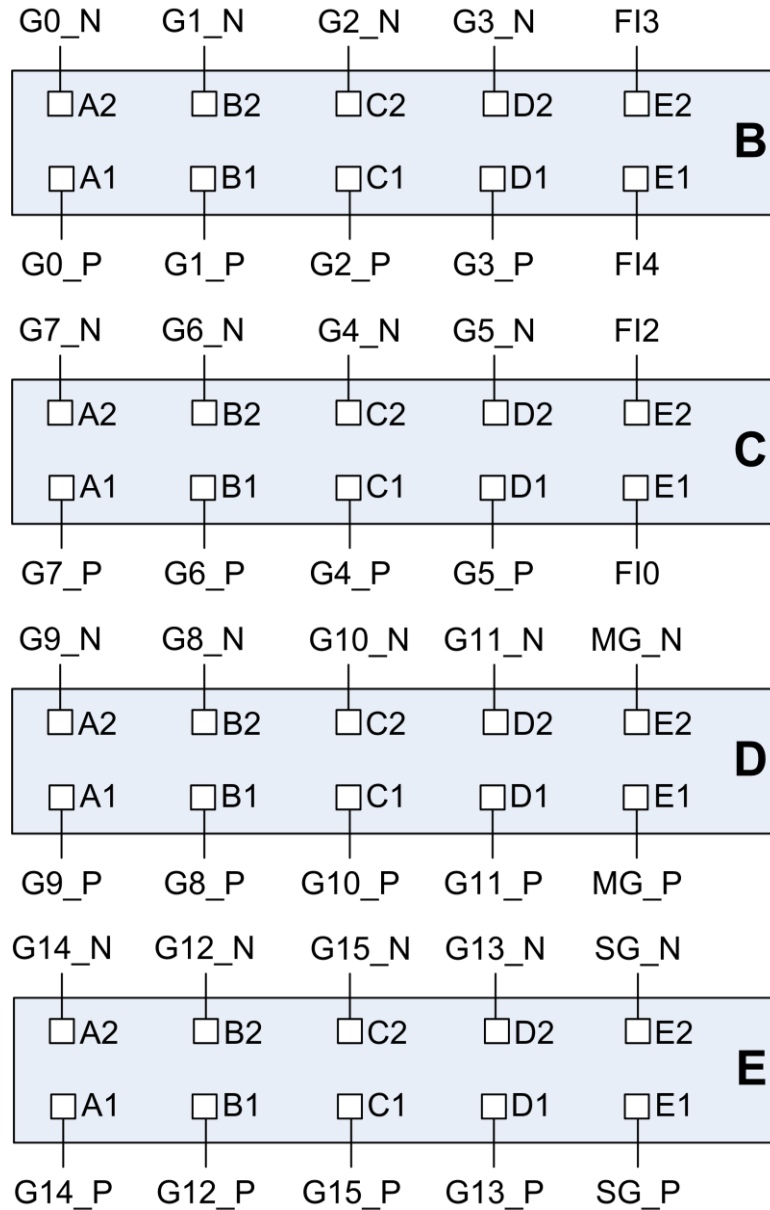 G0_N G1_N G2_N G3_N FI3
A2 B2 C2 D2 E2
B
A1 B1 C1 D1 E1
G0_P G1_P G2_P G3_P FI4
G7_N G6_N G4_N G5_N FI2
A2 B2 C2 D2 E2
C
A1 B1 C1 D1 E1
G7_P G6_P G4_P G5_P FI0
G9_N G8_N G10_N G11_N MG_N
A2 B2 C2 D2 E2
D
A1 B1 C1 D1 E1
G9_P G8_P G10_P G11_P MG_P
G14_N G12_N G15_N G13_N SG_N
A2 B2 C2 D2 E2
E
A1 B1 C1 D1 E1
G14_P G12_P G15_P G13_P SG_P